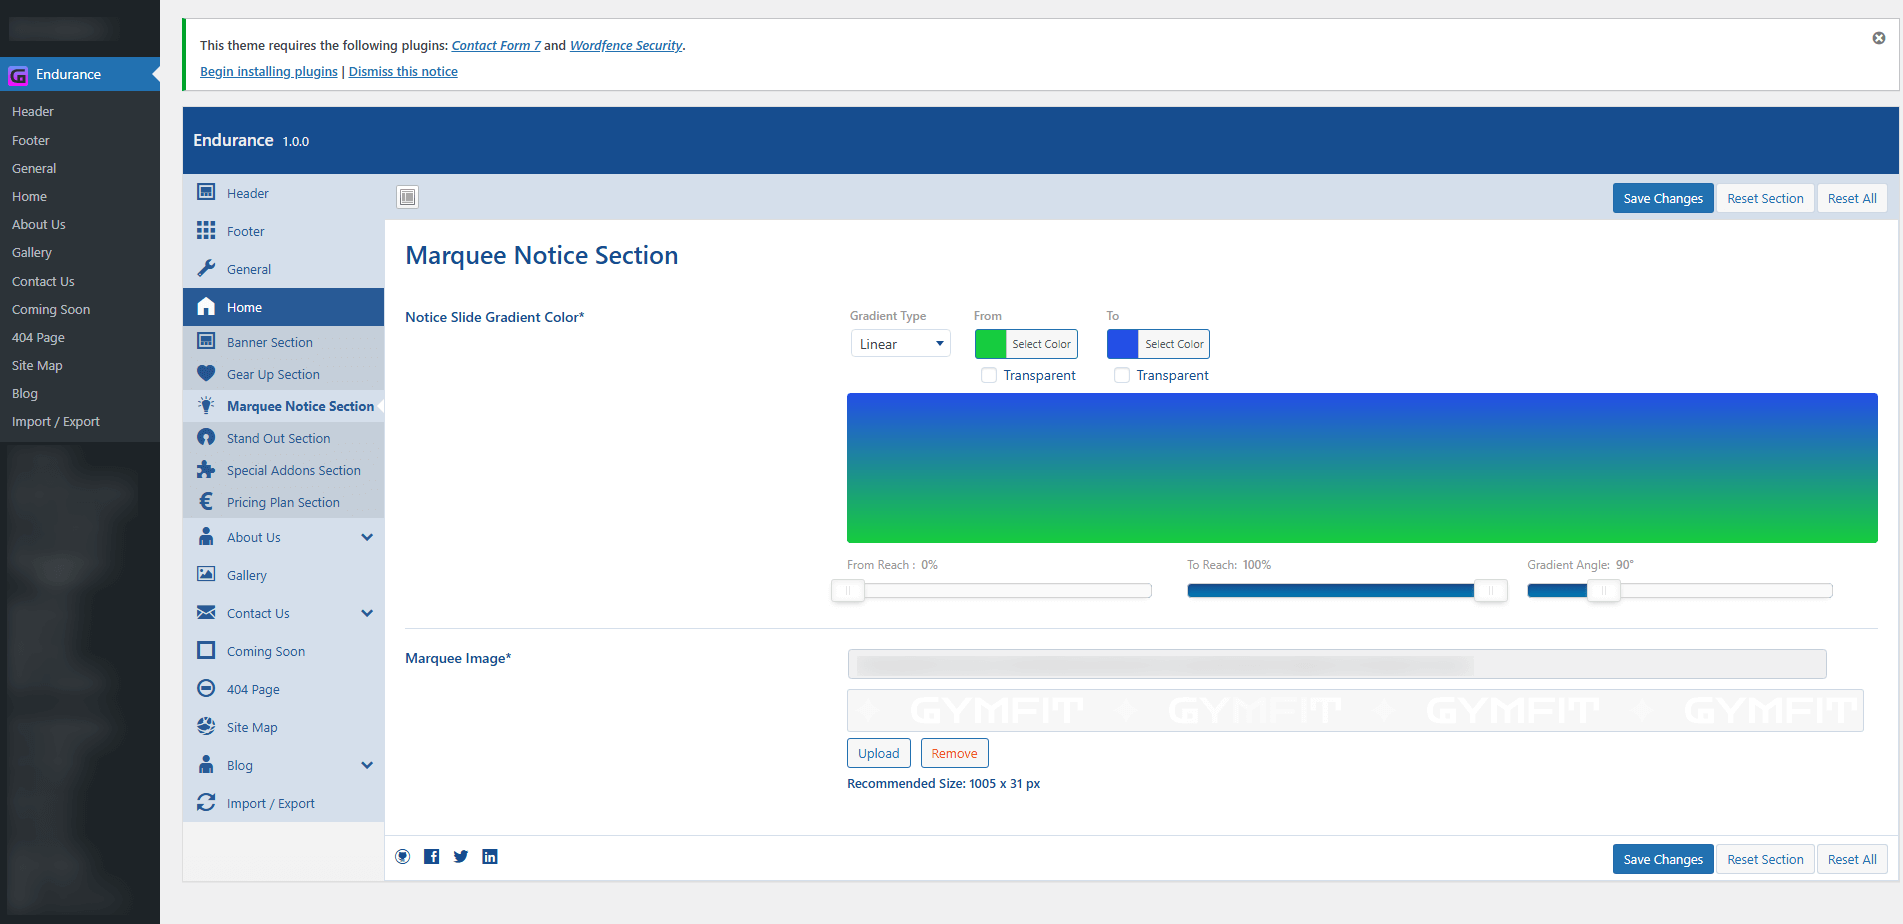 This theme requires the following plugins: Contact Form 7 and Wordfence Security.
Begin installing plugins | Dismiss this notice
Endurance
Header
Footer
General
Home
About Us
Gallery
Contact Us
Coming Soon
404 Page
Site Map
Blog
Import / Export
Endurance 1.0.0
Header
Footer
General
Home
Banner Section
Gear Up Section
Marquee Notice Section
Stand Out Section
Special Addons Section
Pricing Plan Section
About Us
Gallery
Contact Us
Coming Soon
404 Page
Site Map
Blog
Import / Export
Save Changes Reset Section Reset All
Marquee Notice Section
Notice Slide Gradient Color*
Gradient Type From To
Linear Select Color Select Color
Transparent Transparent
From Reach : 0% To Reach: 100% Gradient Angle: 90°
Marquee Image*
GYMFIT GYMFIT GYMFIT GYMFIT
Upload Remove
Recommended Size: 1005 x 31 px
Save Changes Reset Section Reset All